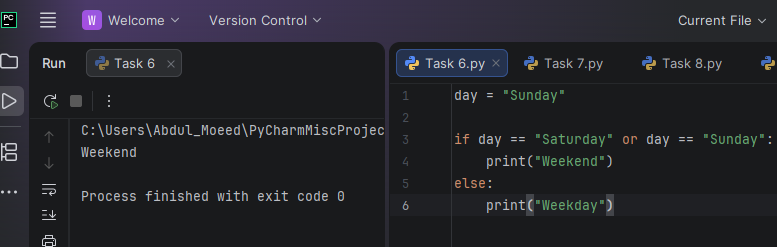 PC
W Welcome Version Control Current File
Run Task 6 Task 6.py Task 7.py Task 8.py
C:\Users\Abdul_Moeed\PyCharmMiscProjec
Weekend
Process finished with exit code 0
1 day = "Sunday"
2
3 if day == "Saturday" or day == "Sunday":
4     print("Weekend")
5 else:
6     print("Weekday")